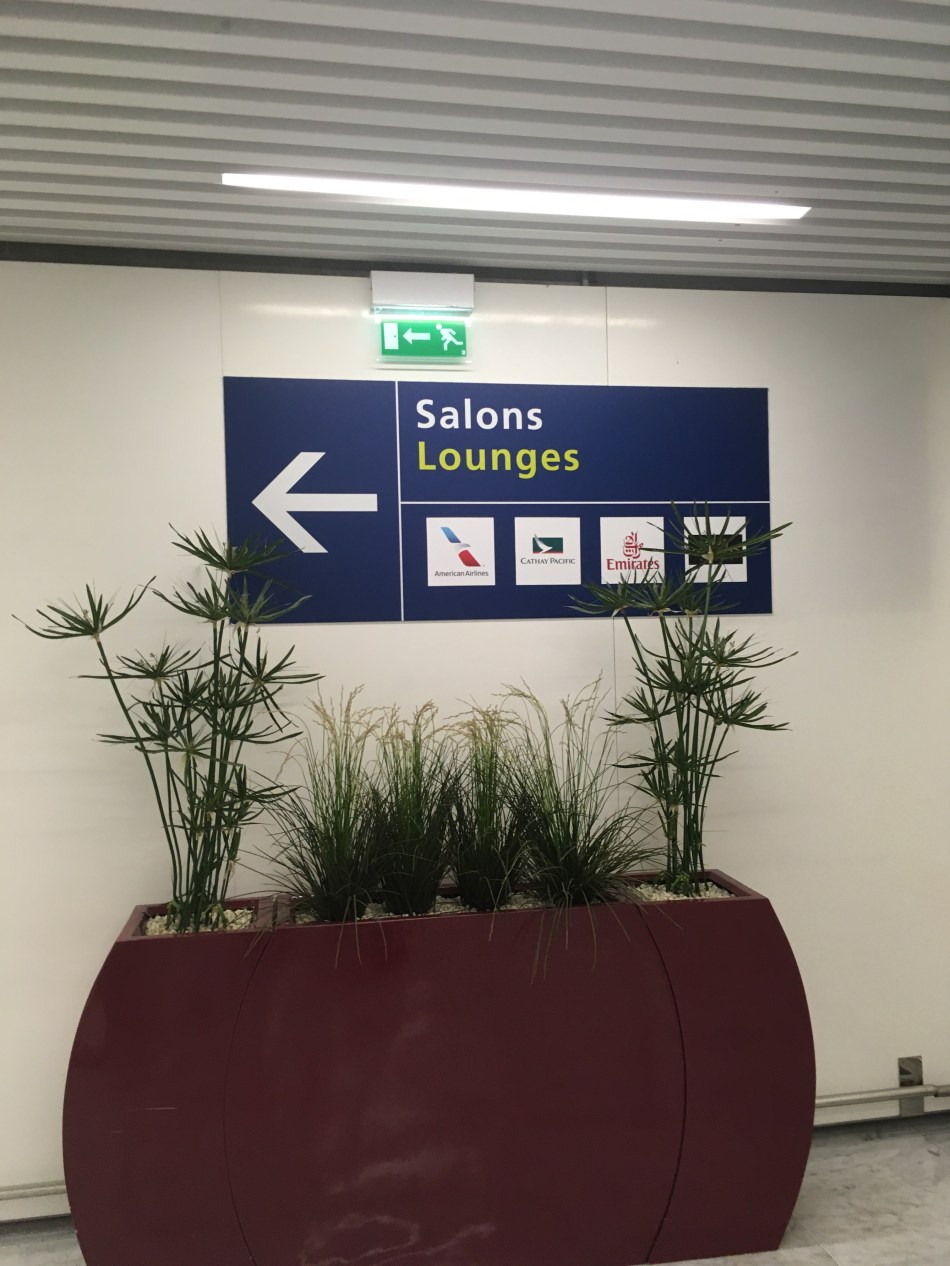 Salons
Lounges
American Airlines
CATHAY PACIFIC
Emirates